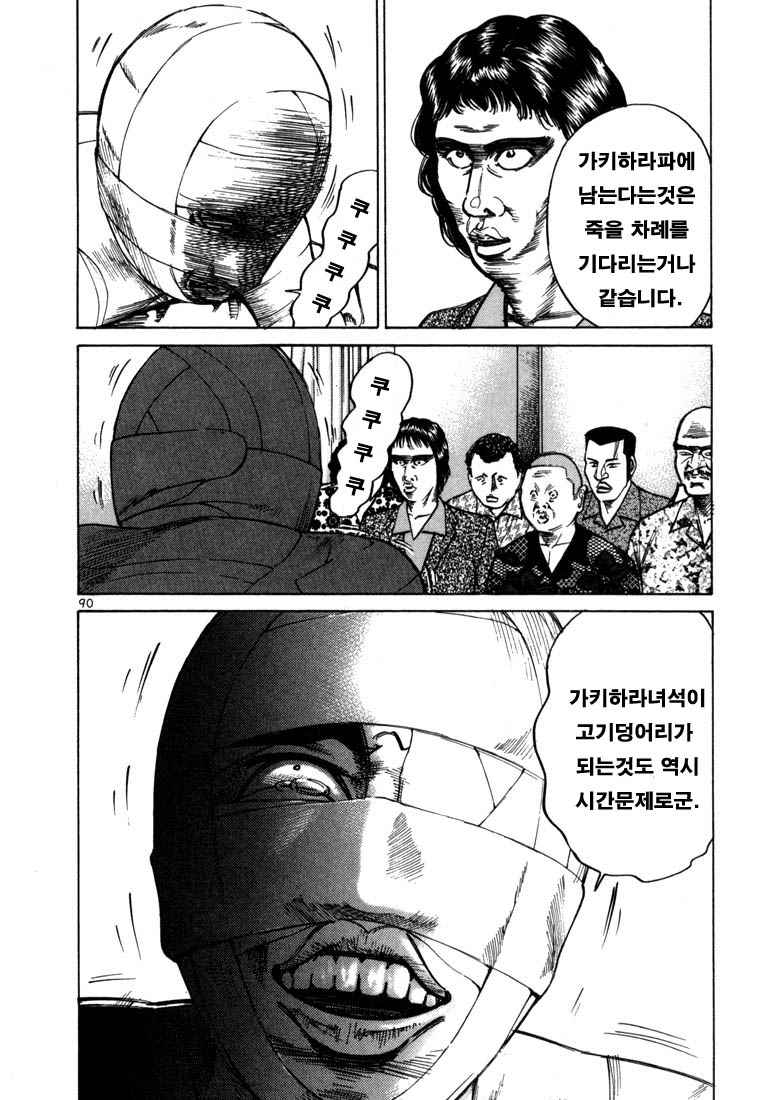 가키하라파에
남는다는것은
죽을 차례를
기다리는거나
같습니다.
쿠
쿠
쿠
쿠
쿠
쿠
쿠
쿠
90
가키하라녀석이
고기덩어리가
되는것도 역시
시간문제로군.